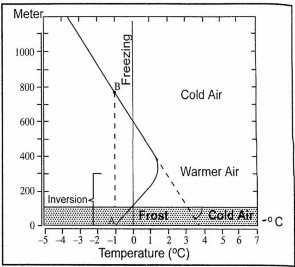 Meter
1000
800
600
400
200
0
Freezing
B
Cold Air
Warmer Air
Inversion
A
Frost
Cold Air
0°C
-5 -4 -3 -2 -1 0 1 2 3 4 5 6 7
Temperature (°C)